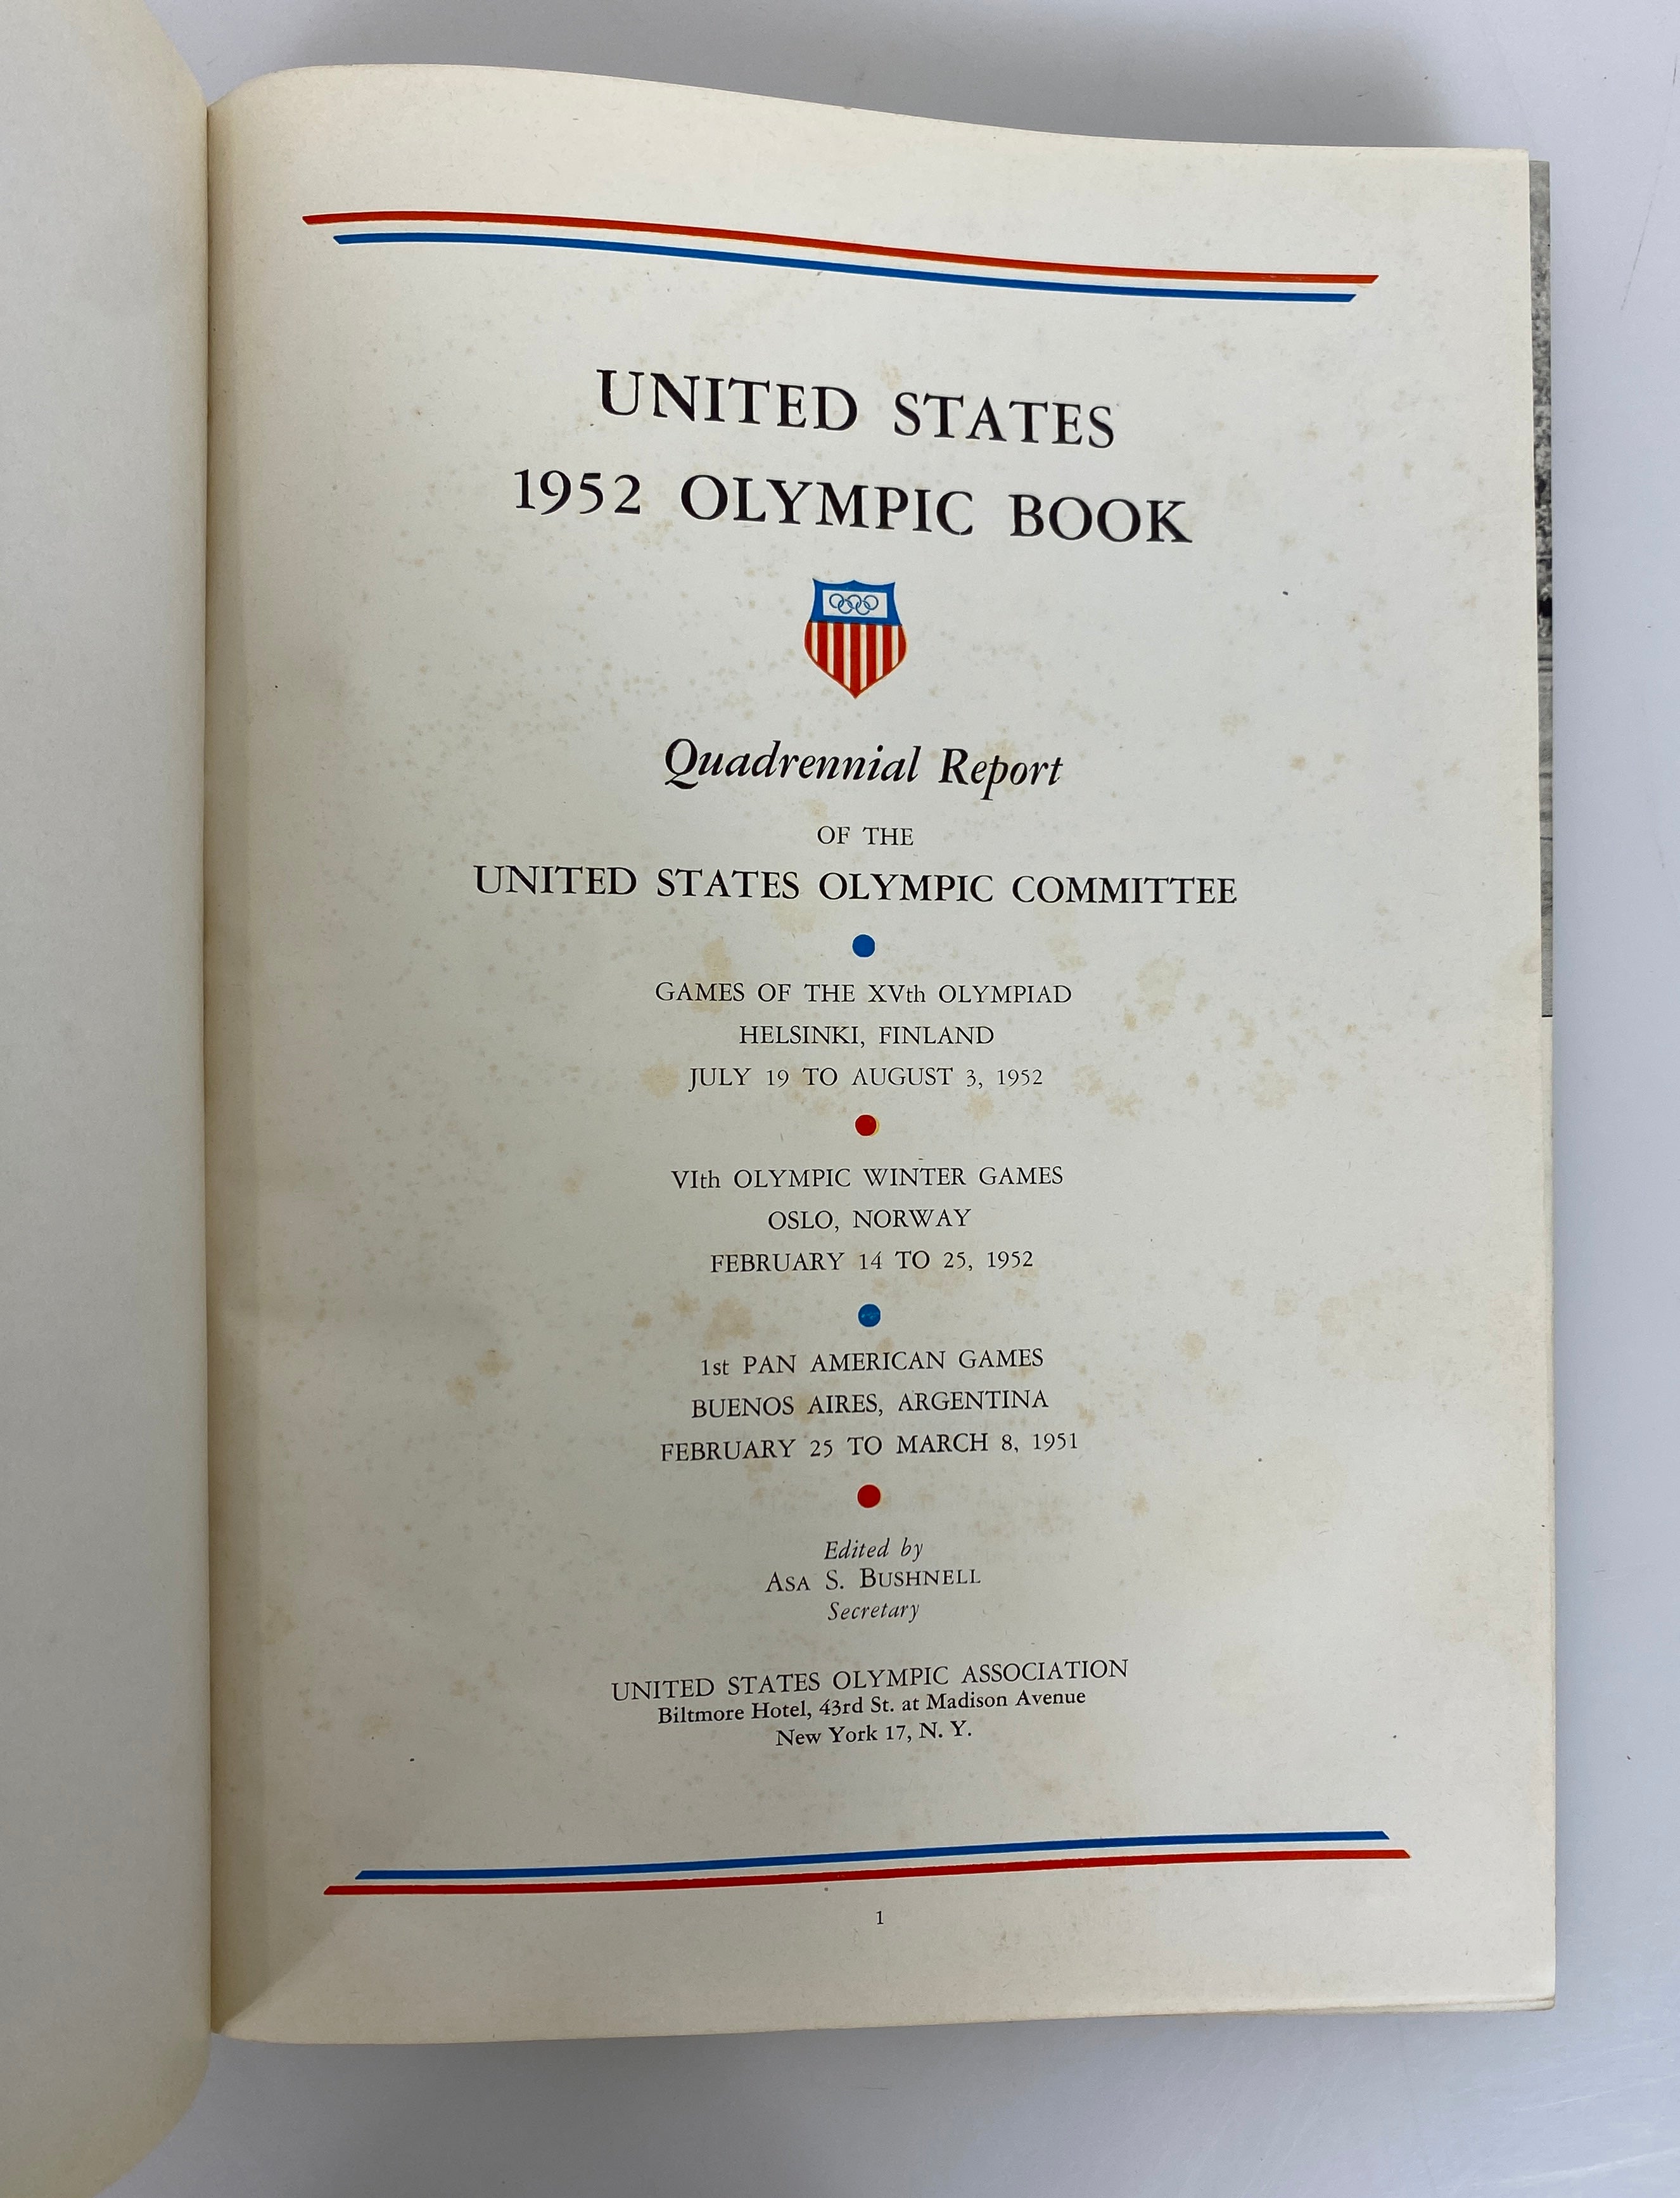 UNITED STATES
1952 OLYMPIC BOOK
Quadrennial Report
OF THE
UNITED STATES OLYMPIC COMMITTEE
GAMES OF THE XVth OLYMPIAD
HELSINKI, FINLAND
JULY 19 TO AUGUST 3, 1952
VIth OLYMPIC WINTER GAMES
OSLO, NORWAY
FEBRUARY 14 TO 25, 1952
1st PAN AMERICAN GAMES
BUENOS AIRES, ARGENTINA
FEBRUARY 25 TO MARCH 8, 1951
Edited by
ASA S. BUSHNELL
Secretary
UNITED STATES OLYMPIC ASSOCIATION
Biltmore Hotel, 43rd St. at Madison Avenue
New York 17, N. Y.
1